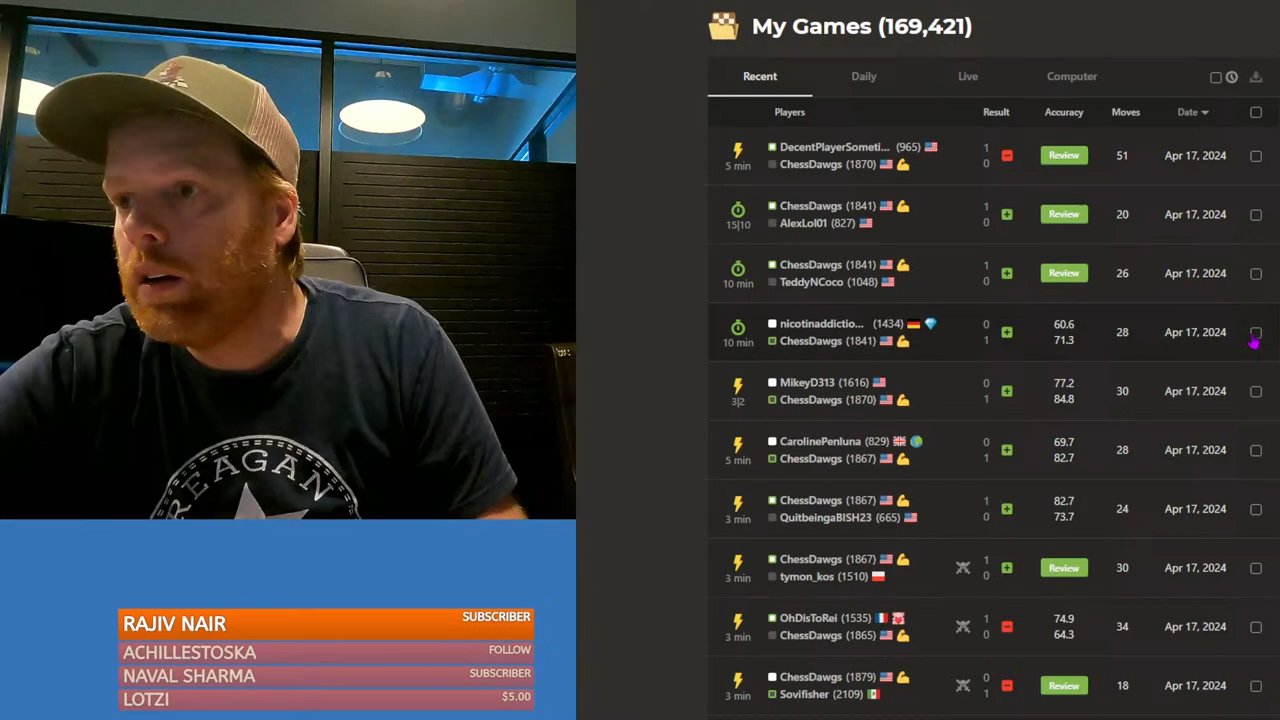 My Games (169,421)
Recent Daily Live Computer
Players Result Accuracy Moves Date
5 min DecentPlayerSometi... (965) 1 Review 51 Apr 17, 2024
ChessDawgs (1870) 0
15|10 ChessDawgs (1841) 1 Review 20 Apr 17, 2024
AlexLol01 (827) 0
10 min ChessDawgs (1841) 1 Review 26 Apr 17, 2024
TeddyNCoco (1048) 0
10 min nicotinaddictio... (1434) 0 60.6 28 Apr 17, 2024
ChessDawgs (1841) 1 71.3
3|2 MikeyD313 (1616) 0 77.2 30 Apr 17, 2024
ChessDawgs (1870) 1 84.8
5 min CarolinePenluna (829) 0 69.7 28 Apr 17, 2024
ChessDawgs (1867) 1 82.7
3 min ChessDawgs (1867) 1 82.7 24 Apr 17, 2024
QuitbeingaBISH23 (665) 0 73.7
3 min ChessDawgs (1867) 1 Review 30 Apr 17, 2024
tymon_kos (1510) 0
3 min OhDisToRei (1535) 1 74.9 34 Apr 17, 2024
ChessDawgs (1865) 0 64.3
3 min ChessDawgs (1879) 0 Review 18 Apr 17, 2024
Sovifisher (2109) 1
REAGAN
RAJIV NAIR SUBSCRIBER
ACHILLESTOSKA FOLLOW
NAVAL SHARMA SUBSCRIBER
LOTZI $5.00